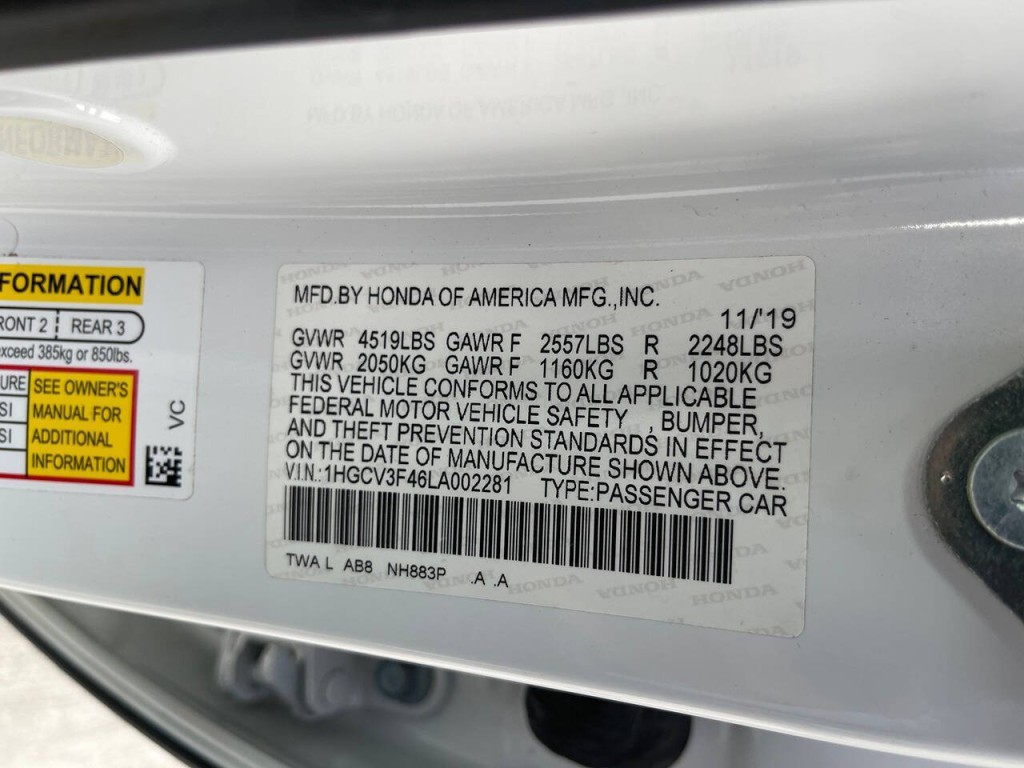 MFD.BY HONDA OF AMERICA MFG.,INC.
11/'19
GVWR 4519LBS GAWR F 2557LBS R 2248LBS
GVWR 2050KG GAWR F 1160KG R 1020KG
THIS VEHICLE CONFORMS TO ALL APPLICABLE
FEDERAL MOTOR VEHICLE SAFETY , BUMPER,
AND THEFT PREVENTION STANDARDS IN EFFECT
ON THE DATE OF MANUFACTURE SHOWN ABOVE.
V.I.N.:1HGCV3F46LA002281 TYPE:PASSENGER CAR
TWA L AB8 NH883P .A .A
FORMATION
RONT 2 REAR 3
exceed 385kg or 850lbs.
URE
SI
SI
SEE OWNER'S
MANUAL FOR
ADDITIONAL
INFORMATION
VC